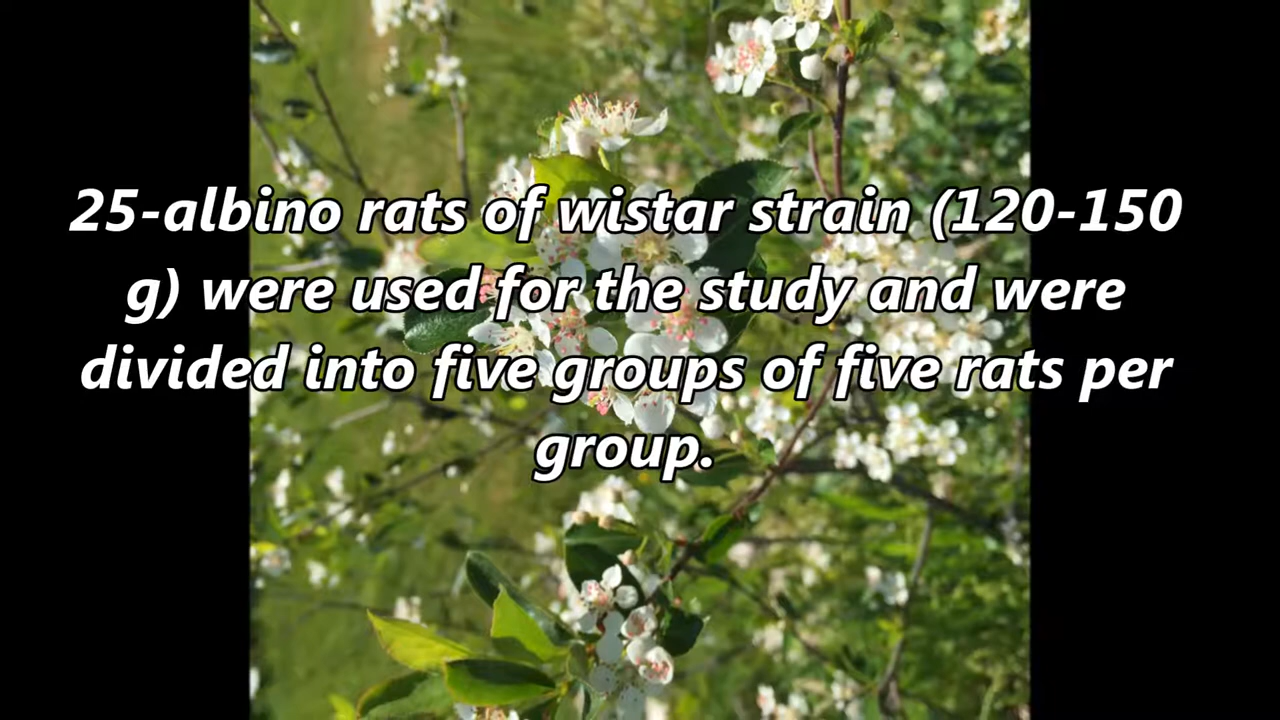 25-albino rats of wistar strain (120-150
g) were used for the study and were
divided into five groups of five rats per
group.